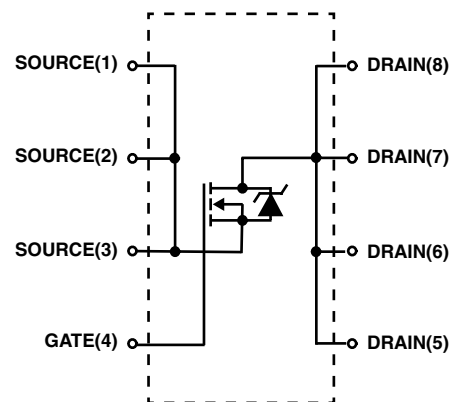 SOURCE(1)
DRAIN(8)
SOURCE(2)
DRAIN(7)
SOURCE(3)
DRAIN(6)
GATE(4)
DRAIN(5)